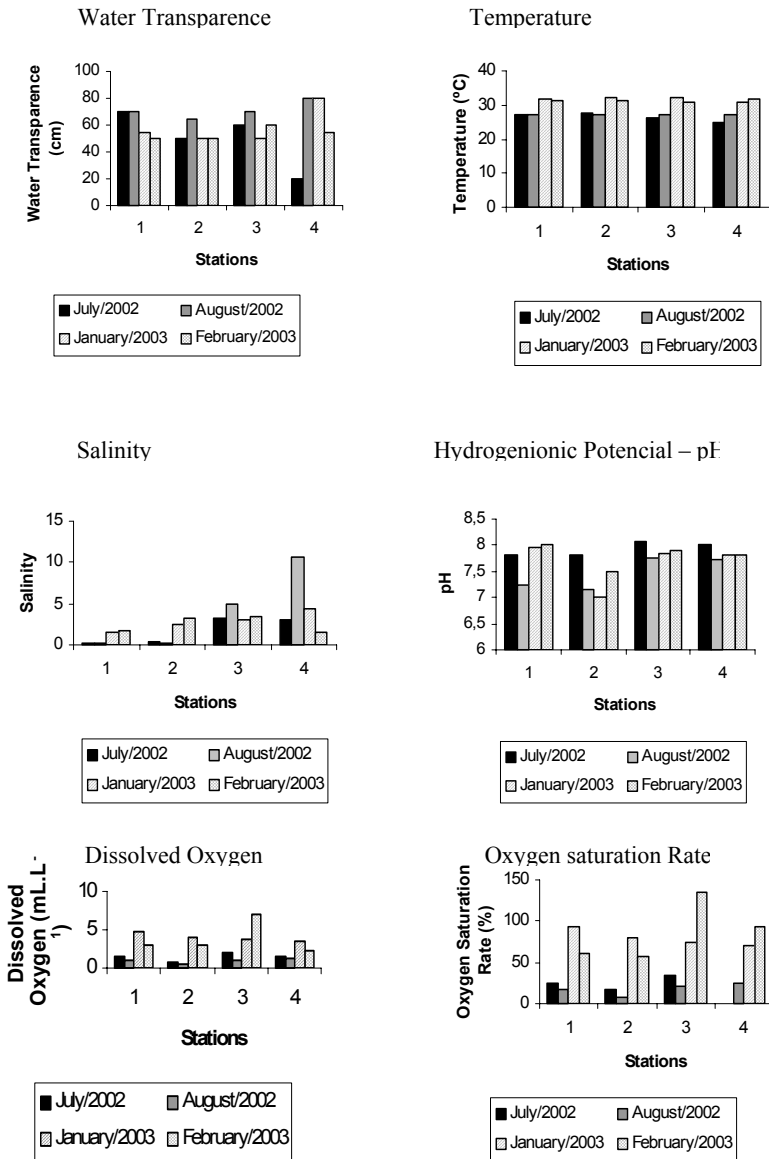 Water Transparence
Water Transparence
(cm)
100
80
60
40
20
0
1 2 3 4
Stations
July/2002 August/2002
January/2003 February/2003
Temperature
Temperature (ºC)
40
30
20
10
0
1 2 3 4
Stations
July/2002 August/2002
January/2003 February/2003
Salinity
Salinity
15
10
5
0
1 2 3 4
Stations
July/2002 August/2002
January/2003 February/2003
Hydrogenionic Potencial – pH
pH
8,5
8
7,5
7
6,5
6
1 2 3 4
Stations
July/2002 August/2002
January/2003 February/2003
Dissolved Oxygen
Dissolved
Oxygen (mL.L-
1)
10
5
0
1 2 3 4
Stations
July/2002 August/2002
January/2003 February/2003
Oxygen saturation Rate
Oxygen Saturation
Rate (%)
150
100
50
0
1 2 3 4
Stations
July/2002 August/2002
January/2003 February/2003